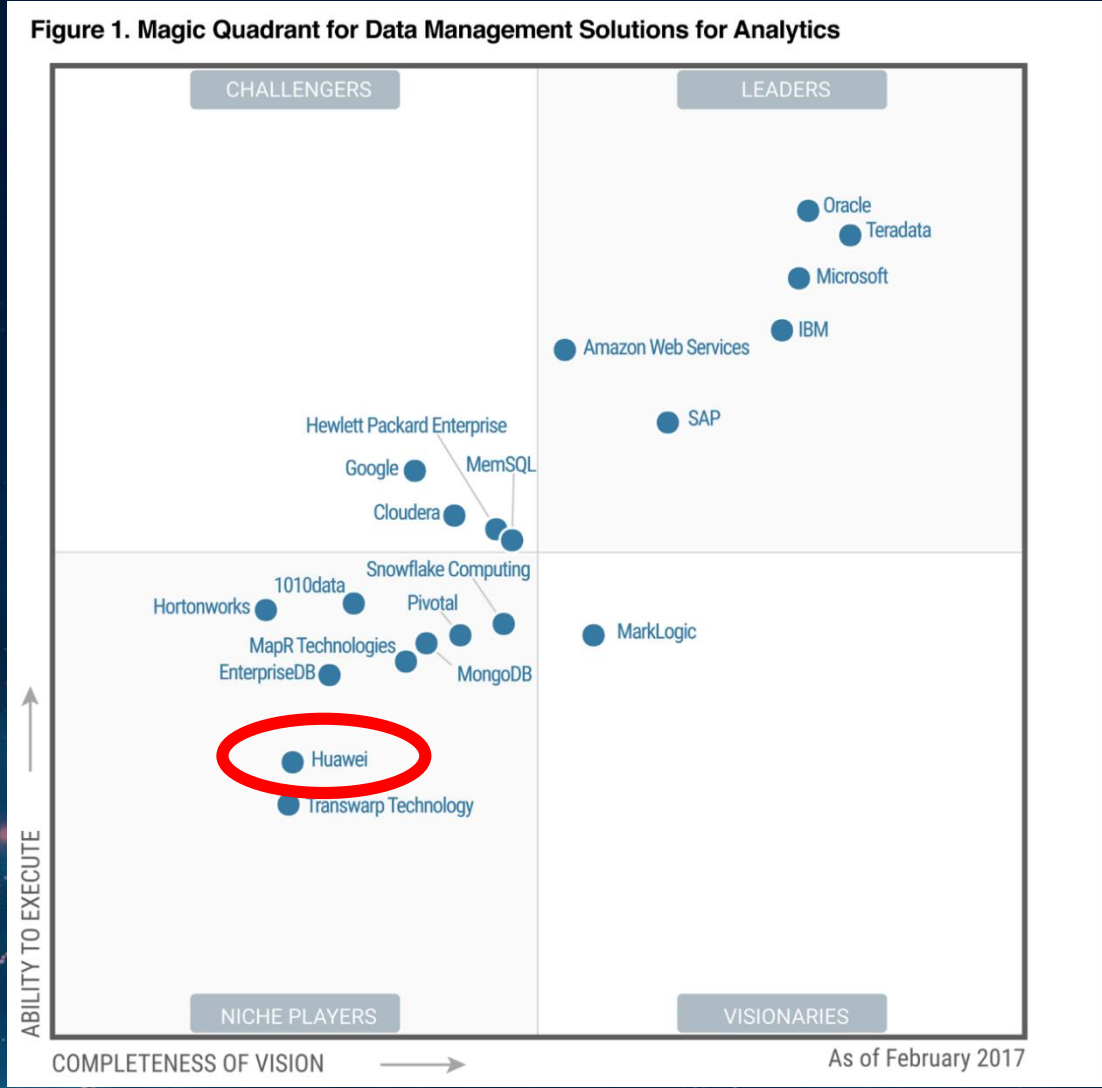 Figure 1. Magic Quadrant for Data Management Solutions for Analytics
CHALLENGERS
LEADERS
Oracle
Teradata
Microsoft
IBM
Amazon Web Services
SAP
Hewlett Packard Enterprise
Google
MemSQL
Cloudera
Snowflake Computing
1010data
Hortonworks
Pivotal
MarkLogic
MapR Technologies
EnterpriseDB
MongoDB
Huawei
Transwarp Technology
ABILITY TO EXECUTE
NICHE PLAYERS
VISIONARIES
COMPLETENESS OF VISION
As of February 2017